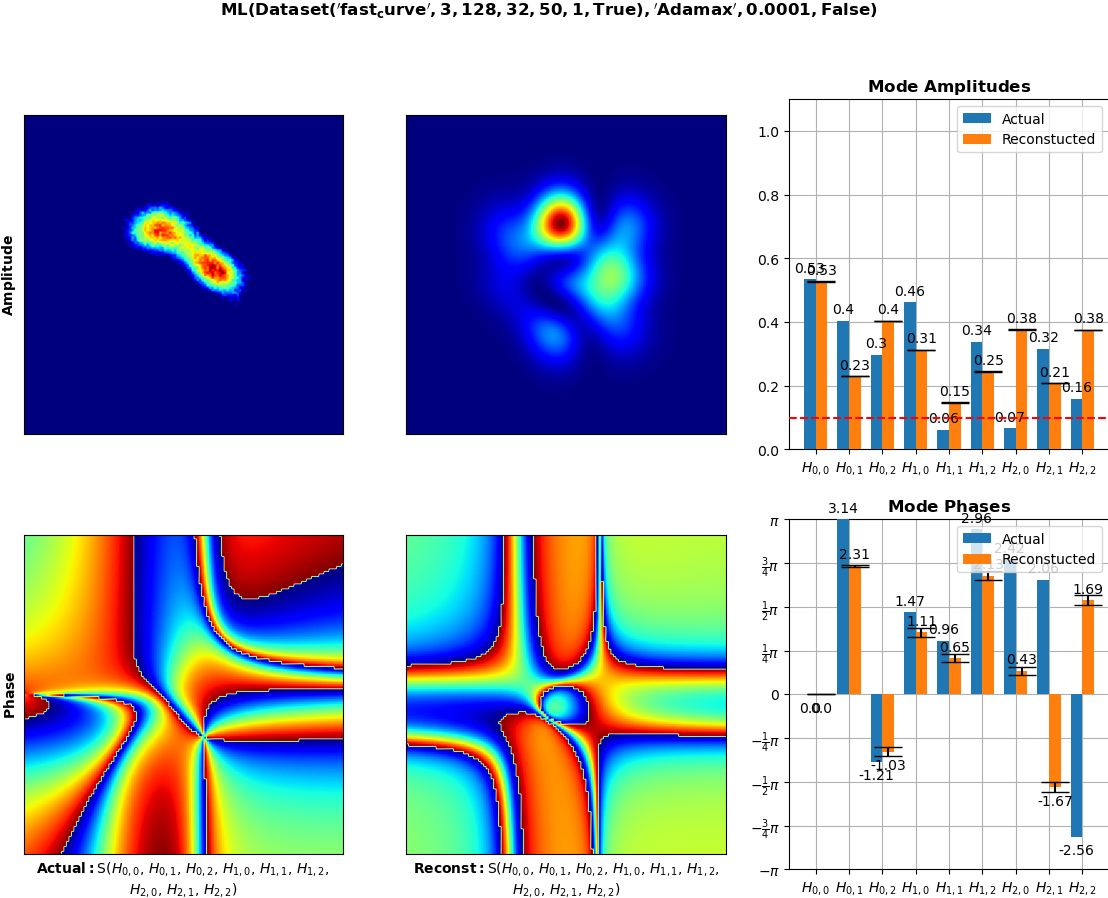 ML(Dataset('fast_curve', 3, 128, 32, 50, 1, True), 'Adamax', 0.0001, False)
Amplitude
Mode Amplitudes
Actual
Reconstucted
1.0
0.8
0.6
0.4
0.2
0.0
0.53 0.53
0.4 0.23
0.3 0.4
0.46 0.31
0.06 0.15
0.34 0.25
0.07 0.38
0.32 0.21
0.16 0.38
H0,0 H0,1 H0,2 H1,0 H1,1 H1,2 H2,0 H2,1 H2,2
Phase
Mode Phases
Actual
Reconstucted
π
3/4π
1/2π
1/4π
0
−1/4π
−1/2π
−3/4π
−π
0.0 0.0
3.14 2.31
-1.21 -1.03
1.47 1.11
0.96 0.65
2.96
2.42 0.43
2.06 -1.67
-2.56 1.69
H0,0 H0,1 H0,2 H1,0 H1,1 H1,2 H2,0 H2,1 H2,2
Actual: S(H0,0, H0,1, H0,2, H1,0, H1,1, H1,2,
H2,0, H2,1, H2,2)
Reconst: S(H0,0, H0,1, H0,2, H1,0, H1,1, H1,2,
H2,0, H2,1, H2,2)